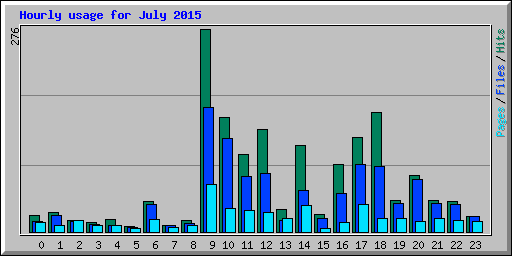 Hourly usage for July 2015
276
Pages/Files/Hits
0 1 2 3 4 5 6 7 8 9 10 11 12 13 14 15 16 17 18 19 20 21 22 23